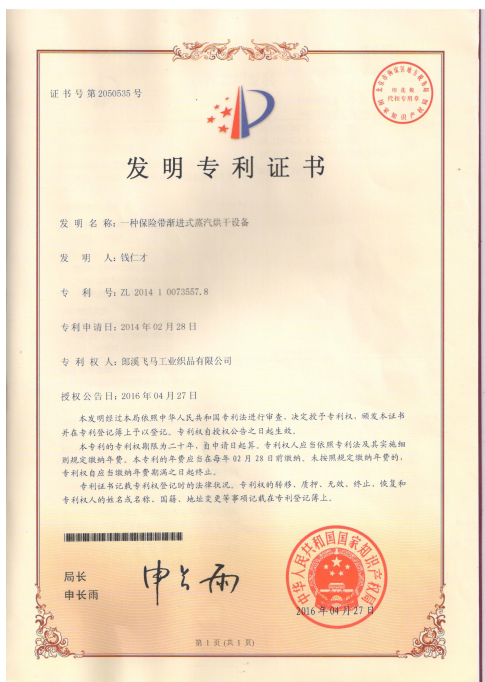 证书号第2050535号
发明专利证书
发 明 名 称：一种保险带渐进式蒸汽烘干设备
发 明 人：钱仁才
专 利 号：ZL 2014 1 0073557.8
专利申请日：2014年02月28日
专 利 权 人：郎溪飞马工业织品有限公司
授权公告日：2016年04月27日
本发明经过本局依照中华人民共和国专利法进行审查，决定授予专利权，颁发本证书
并在专利登记簿上予以登记。专利权自授权公告之日起生效。
本专利的专利权期限为二十年，自申请日起算。专利权人应当依照专利法及其实施细
则规定缴纳年费。本专利的年费应当在每年02月28日前缴纳。未按照规定缴纳年费的，
专利权自应当缴纳年费期满之日起终止。
专利证书记载专利权登记时的法律状况。专利权的转移、质押、无效、终止、恢复和
专利权人的姓名或名称、国籍、地址变更等事项记载在专利登记簿上。
局长
申长雨
申长雨
中华人民共和国国家知识产权局
2016年04月27日
第 1 页 (共 1 页)